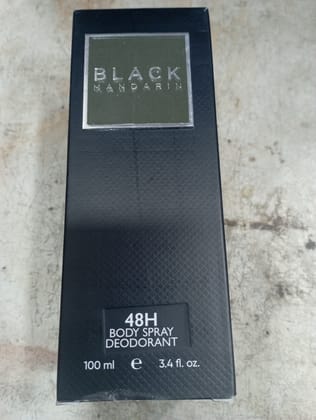 BLACK
MANDARIN
48H
BODY SPRAY
DEODORANT
100 ml e 3.4 fl. oz.